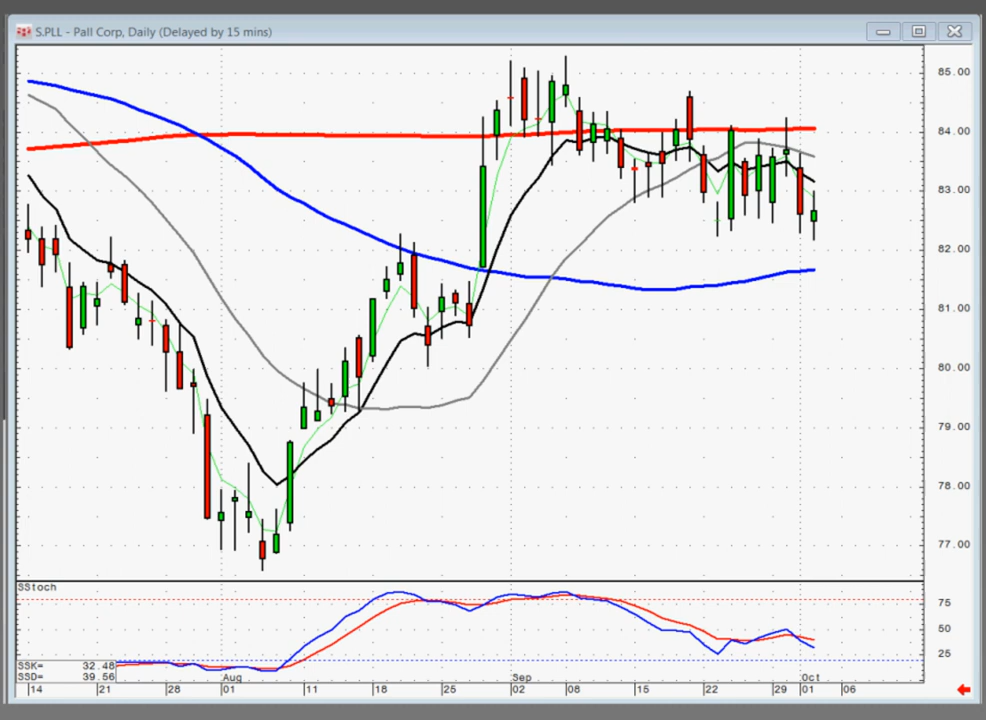 S.PLL - Pall Corp, Daily (Delayed by 15 mins)
85.00
84.00
83.00
82.00
81.00
80.00
79.00
78.00
77.00
SStoch
75
50
25
SSK= 32.48
SSD= 39.56
Aug Sep Oct
14 21 28 01 11 18 25 02 08 15 22 29 01 06